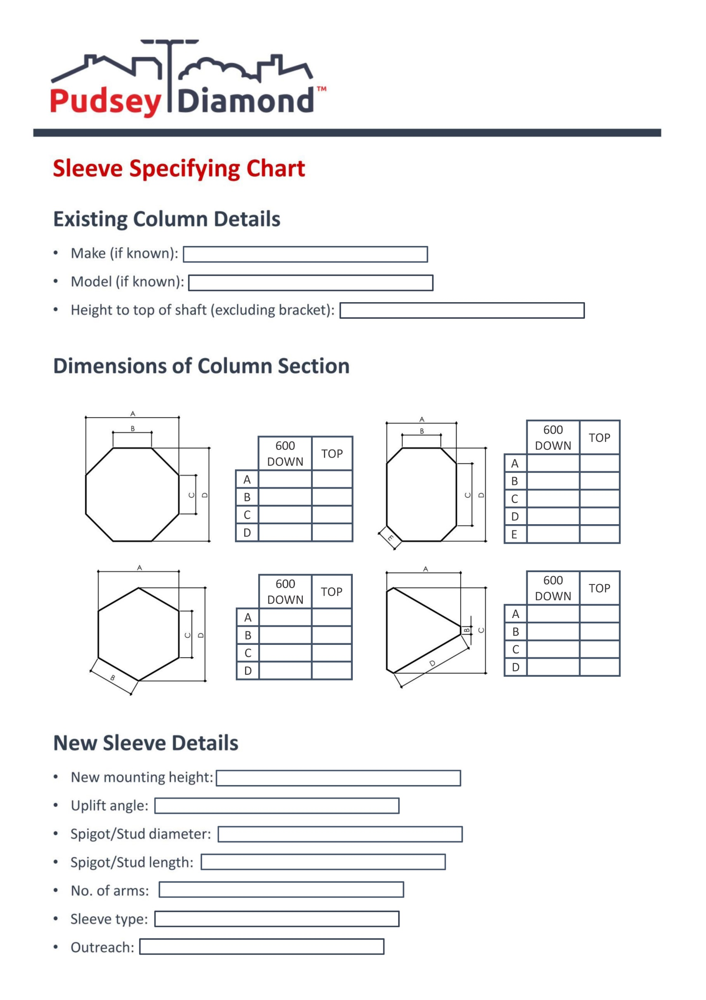 Pudsey Diamond™
Sleeve Specifying Chart
Existing Column Details
• Make (if known):
• Model (if known):
• Height to top of shaft (excluding bracket):
Dimensions of Column Section
A
B
C
D
600
DOWN
TOP
A
B
C
D
A
B
C
D
E
600
DOWN
TOP
A
B
C
D
E
A
C
D
B
600
DOWN
TOP
A
B
C
D
A
B
C
D
600
DOWN
TOP
A
B
C
D
New Sleeve Details
• New mounting height:
• Uplift angle:
• Spigot/Stud diameter:
• Spigot/Stud length:
• No. of arms:
• Sleeve type:
• Outreach: